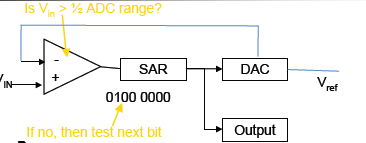 Is Vin > ½ ADC range?
-
+
VIN
SAR
DAC
Vref
0100 0000
If no, then test next bit
Output